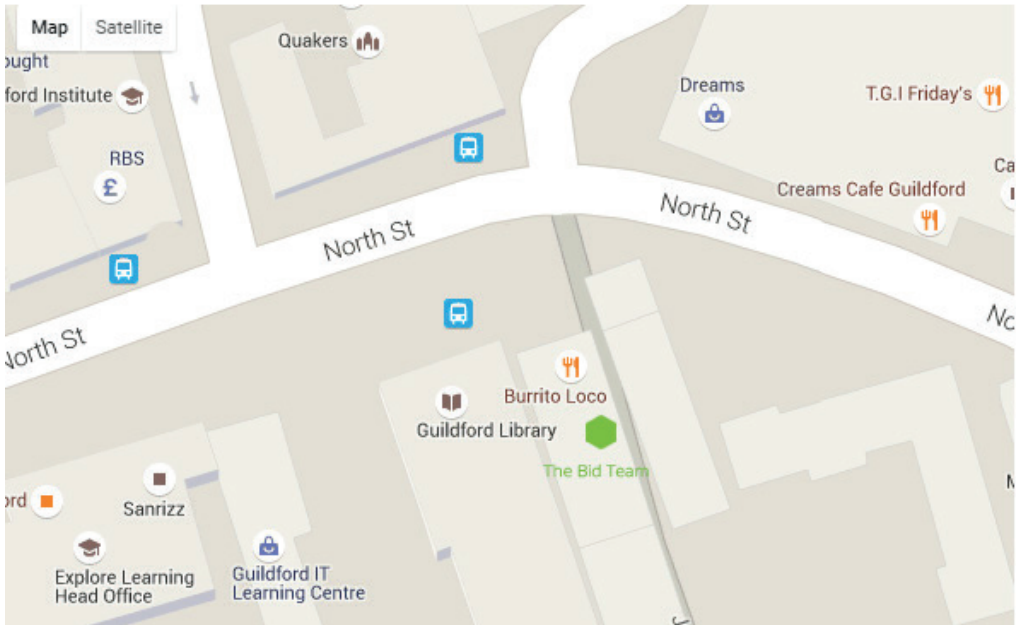 Map Satellite
Quakers
ought
ford Institute
Dreams
T.G.I Friday's
RBS
£
Ca
Creams Cafe Guildford
North St
North St
No
North St
Burrito Loco
Guildford Library
The Bid Team
ord
Sanrizz
M
Explore Learning
Head Office
Guildford IT
Learning Centre
J